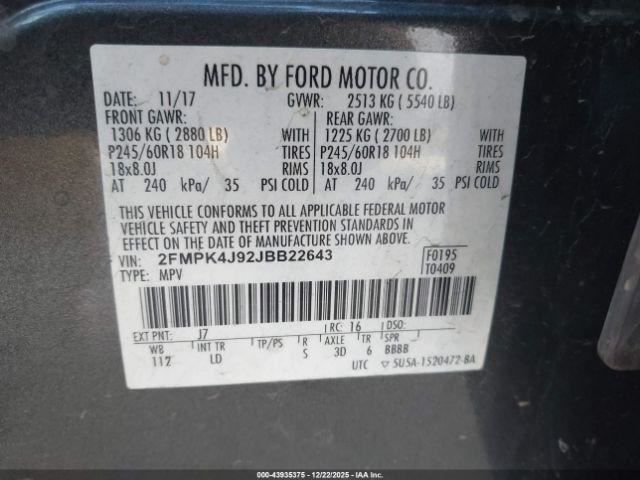 MFD. BY FORD MOTOR CO.
DATE: 11/17 GVWR: 2513 KG ( 5540 LB)
FRONT GAWR: REAR GAWR:
1306 KG ( 2880 LB) WITH 1225 KG ( 2700 LB) WITH
P245/60R18 104H TIRES P245/60R18 104H TIRES
18x8.0J RIMS 18x8.0J RIMS
AT 240 kPa/ 35 PSI COLD AT 240 kPa/ 35 PSI COLD
THIS VEHICLE CONFORMS TO ALL APPLICABLE FEDERAL MOTOR
VEHICLE SAFETY AND THEFT PREVENTION STANDARDS IN
EFFECT ON THE DATE OF MANUFACTURE SHOWN ABOVE.
VIN: 2FMPK4J92JBB22643 F0195
TYPE: MPV T0409
EXT PNT: J7 RC: 16 DSO:
WB INT TR TP/PS R AXLE TR SPR
112 LD S 3D 6 BBBB
UTC ▽ 5U5A-1520472-BA
000-43935375 - 12/22/2025 - IAA Inc.